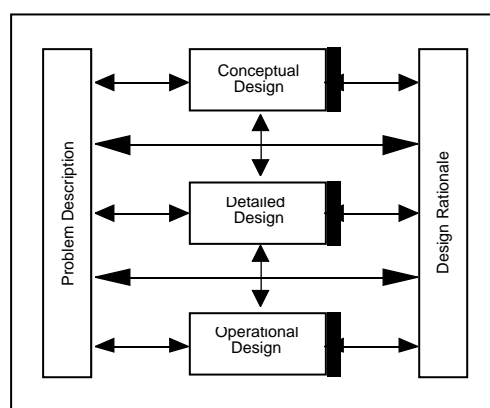 Problem Description
Conceptual
Design
Detailed
Design
Operational
Design
Design Rationale